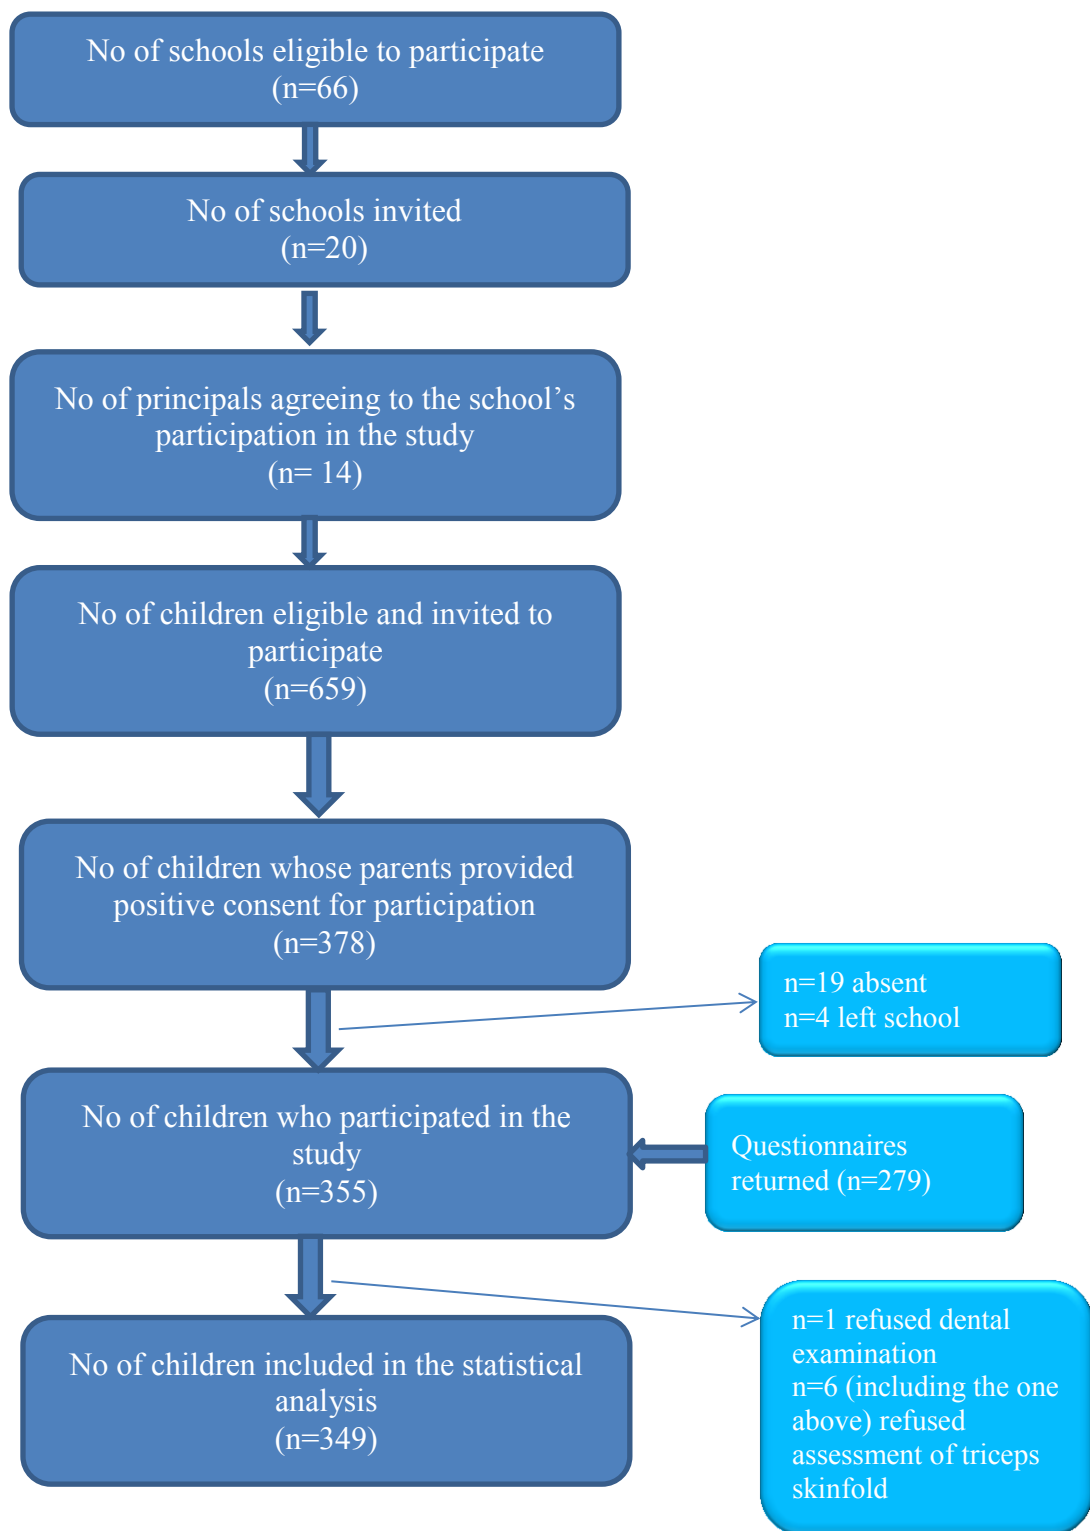 No of schools eligible to participate
(n=66)
No of schools invited
(n=20)
No of principals agreeing to the school’s
participation in the study
(n= 14)
No of children eligible and invited to
participate
(n=659)
No of children whose parents provided
positive consent for participation
(n=378)
n=19 absent
n=4 left school
No of children who participated in the
study
(n=355)
Questionnaires
returned (n=279)
No of children included in the statistical
analysis
(n=349)
n=1 refused dental
examination
n=6 (including the one
above) refused
assessment of triceps
skinfold